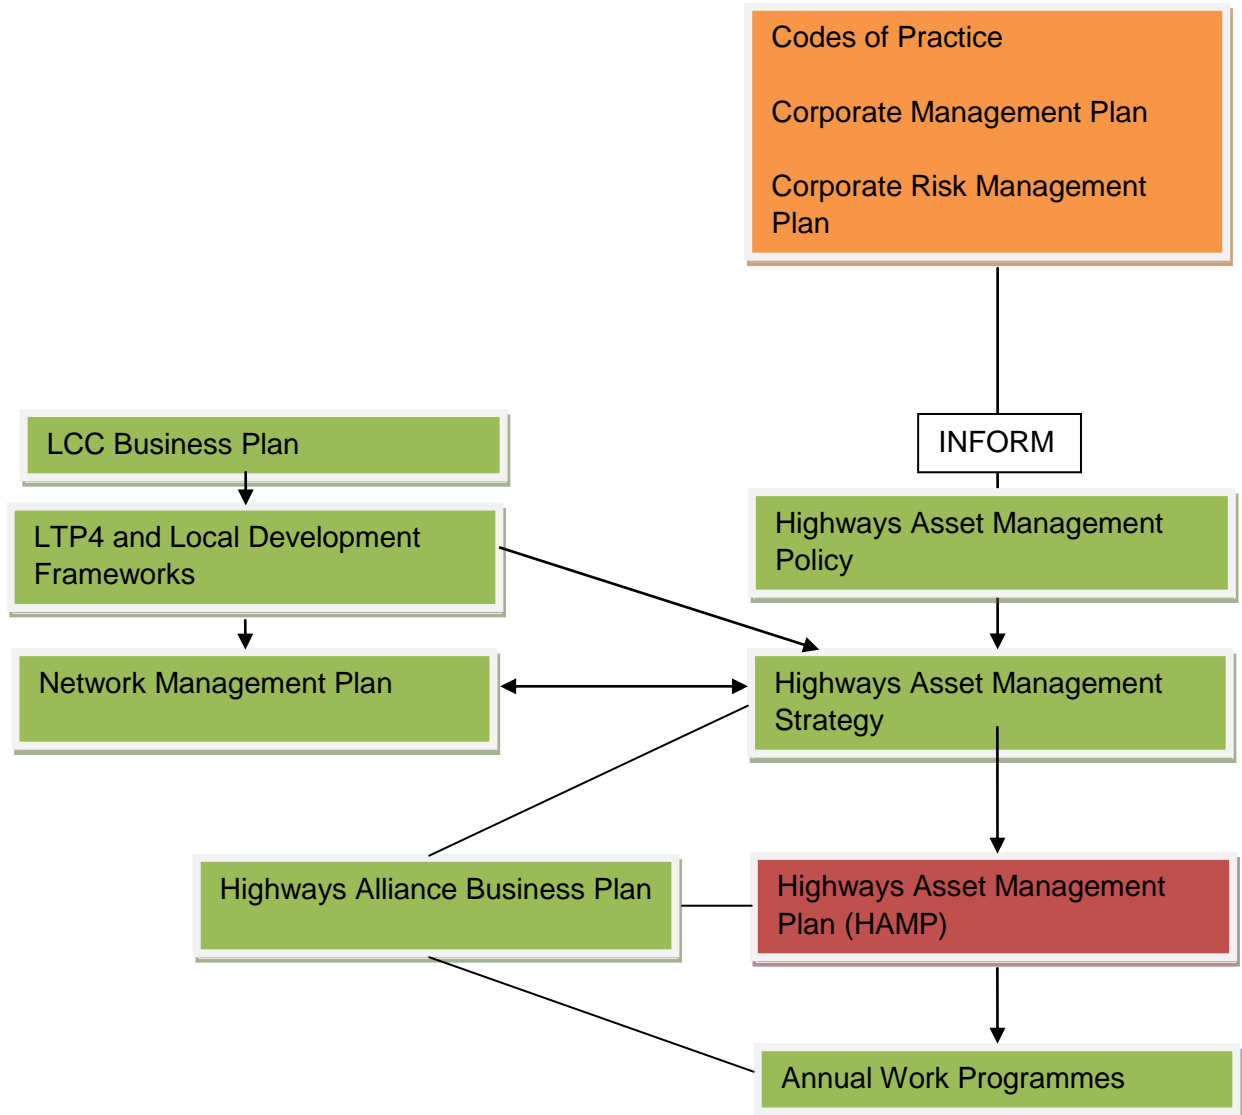 Codes of Practice
Corporate Management Plan
Corporate Risk Management
Plan
INFORM
LCC Business Plan
LTP4 and Local Development
Frameworks
Highways Asset Management
Policy
Network Management Plan
Highways Asset Management
Strategy
Highways Alliance Business Plan
Highways Asset Management
Plan (HAMP)
Annual Work Programmes